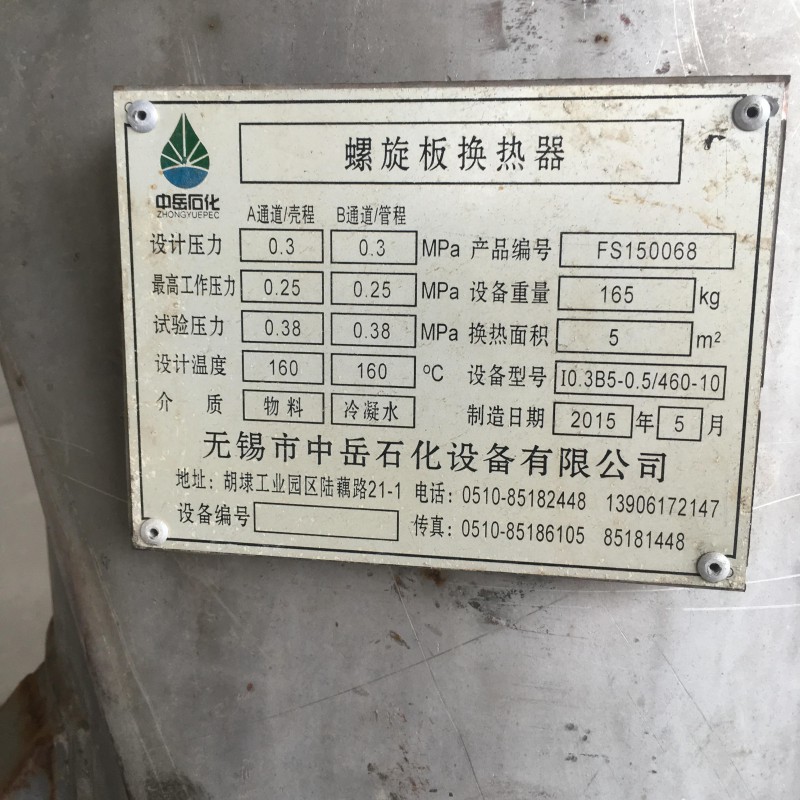 螺旋板换热器
中岳石化
ZHONGYUEPEC
A通道/壳程 B通道/管程
设计压力 0.3 0.3 MPa 产品编号 FS150068
最高工作压力 0.25 0.25 MPa 设备重量 165 kg
试验压力 0.38 0.38 MPa 换热面积 5 m²
设计温度 160 160 ℃ 设备型号 I0.3B5-0.5/460-10
介 质 物料 冷凝水 制造日期 2015 年 5 月
无锡市中岳石化设备有限公司
地址：胡埭工业园区陆藕路21-1 电话：0510-85182448 13906172147
设备编号 传真：0510-85186105 85181448